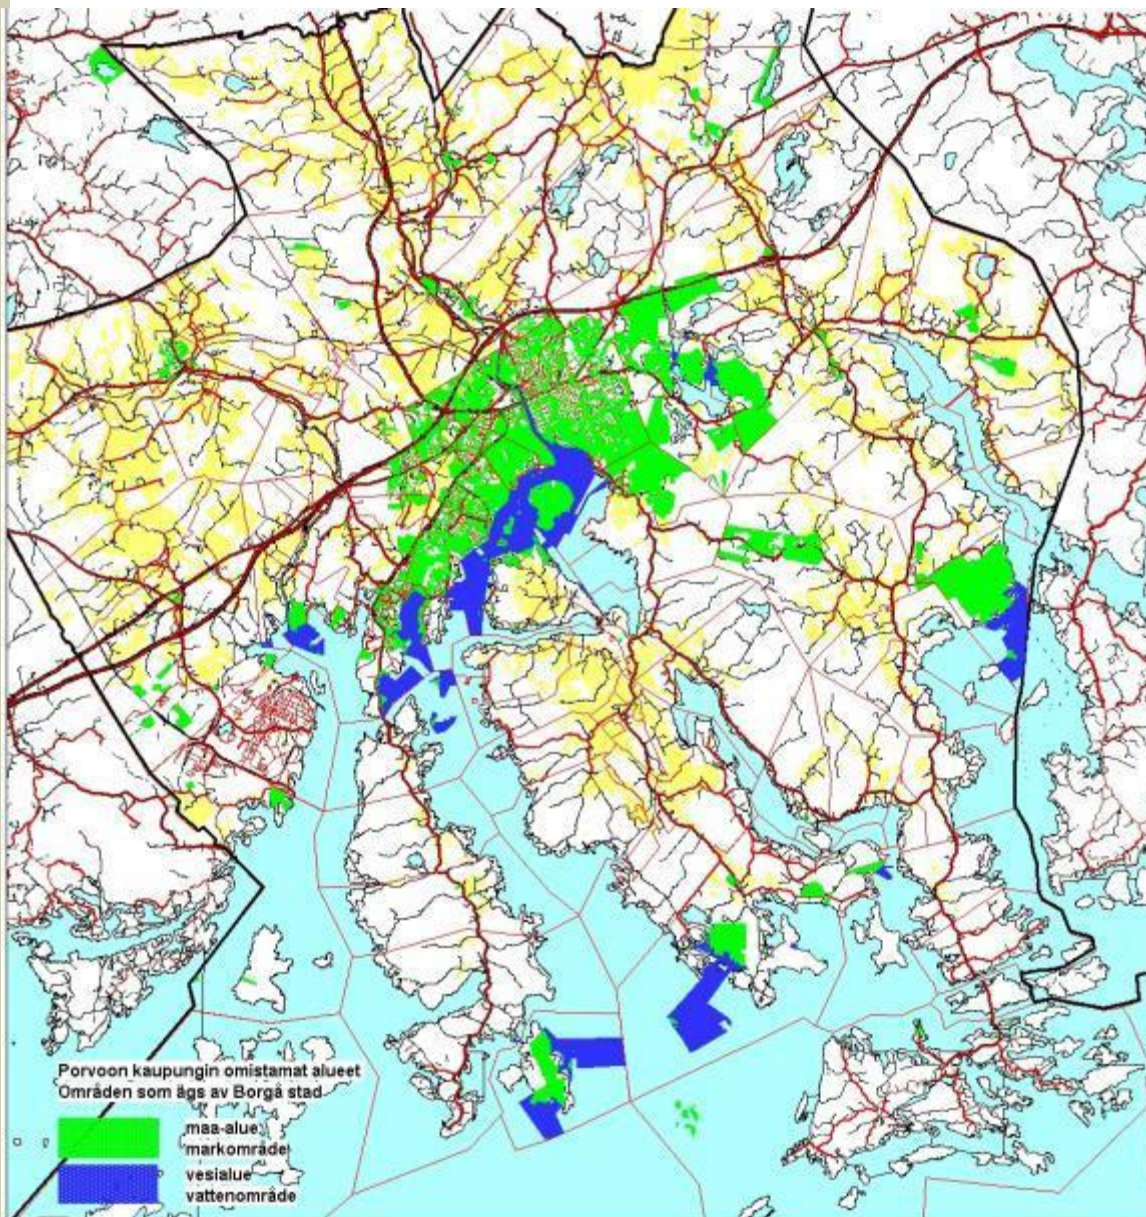 Porvoon kaupungin omistamat alueet
Områden som ägs av Borgå stad
maa-alue
markområde
vesialue
vattenområde